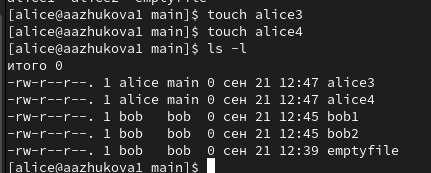 [alice@aazhukova1 main]$ touch alice3
[alice@aazhukova1 main]$ touch alice4
[alice@aazhukova1 main]$ ls -l
итого 0
-rw-r--r--. 1 alice main 0 сен 21 12:47 alice3
-rw-r--r--. 1 alice main 0 сен 21 12:47 alice4
-rw-r--r--. 1 bob   bob  0 сен 21 12:45 bob1
-rw-r--r--. 1 bob   bob  0 сен 21 12:45 bob2
-rw-r--r--. 1 bob   bob  0 сен 21 12:39 emptyfile
[alice@aazhukova1 main]$